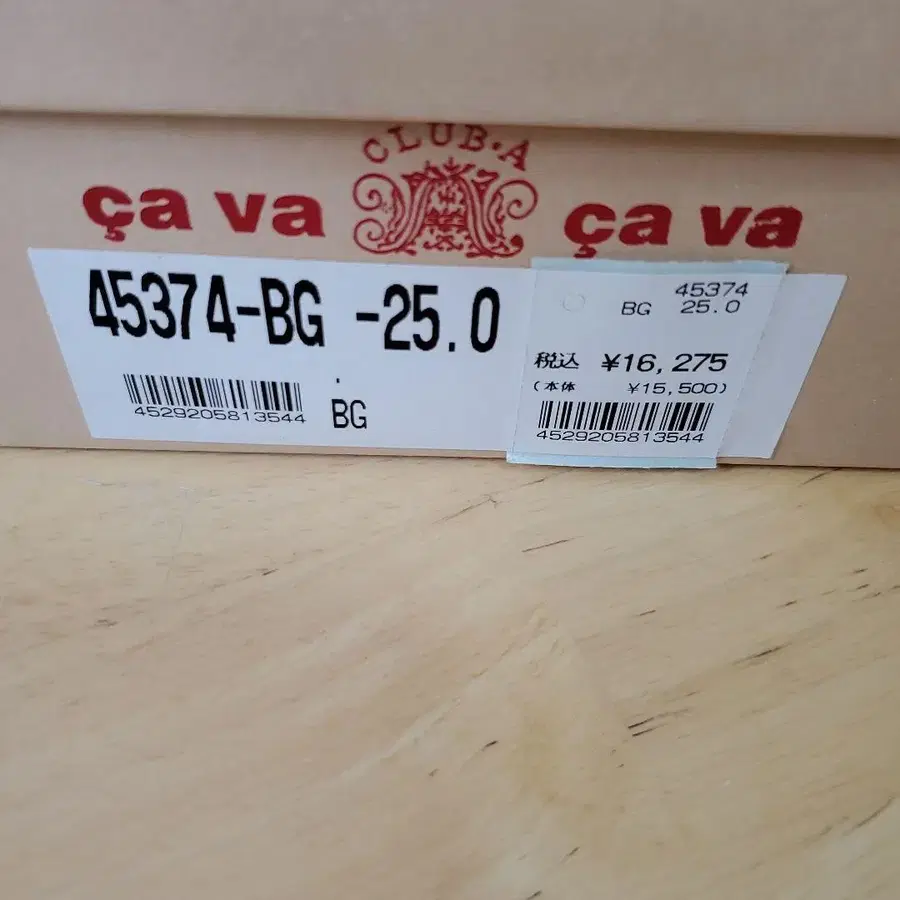 CLUB・A
ça va ça va
45374-BG -25.0
4529205813544
BG
45374
BG 25.0
税込 ¥16,275
(本体 ¥15,500)
4529205813544